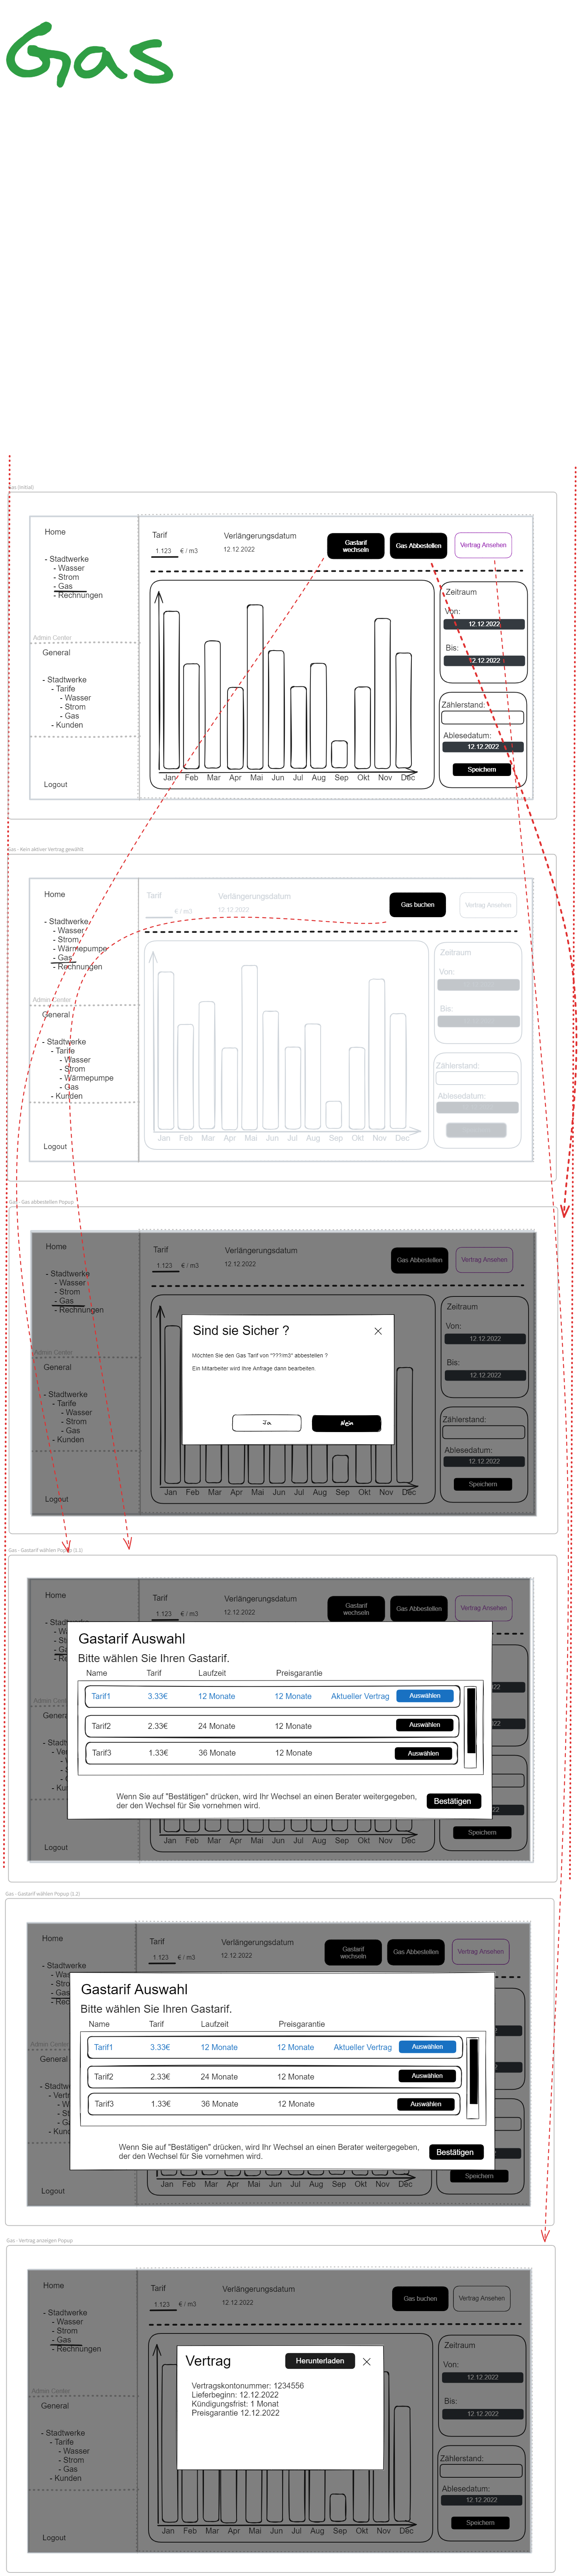 Gas
Gas (Initial)
Home
- Stadtwerke
- Wasser
- Strom
- Gas
- Rechnungen
Admin Center
General
- Stadtwerke
- Tarife
- Wasser
- Strom
- Gas
- Kunden
Logout
Tarif
1.123 € / m3
Verlängerungsdatum
12.12.2022
Gastarif wechseln
Gas Abbestellen
Vertrag Ansehen
Jan Feb Mar Apr Mai Jun Jul Aug Sep Okt Nov Dec
Zeitraum
Von:
12.12.2022
Bis:
12.12.2022
Zählerstand:
Ablesedatum:
12.12.2022
Speichern
Gas - Kein aktiver Vertrag gewählt
Home
- Stadtwerke
- Wasser
- Strom
- Wärmepumpe
- Gas
- Rechnungen
Admin Center
General
- Stadtwerke
- Tarife
- Wasser
- Strom
- Wärmepumpe
- Gas
- Kunden
Logout
Tarif
€ / m3
Verlängerungsdatum
12.12.2022
Gas buchen
Vertrag Ansehen
Jan Feb Mar Apr Mai Jun Jul Aug Sep Okt Nov Dec
Zeitraum
Von:
Bis:
Zählerstand:
Ablesedatum:
Gas - Gas abbestellen Popup
Home
- Stadtwerke
- Wasser
- Strom
- Gas
- Rechnungen
Admin Center
General
- Stadtwerke
- Tarife
- Wasser
- Strom
- Gas
- Kunden
Logout
Tarif
1.123 € / m3
Verlängerungsdatum
12.12.2022
Gas Abbestellen
Vertrag Ansehen
Sind sie Sicher ?
Möchten Sie den Gas Tarif von "???/m3" abbestellen ?
Ein Mitarbeiter wird Ihre Anfrage dann bearbeiten.
Ja
Nein
Jan Feb Mar Apr Mai Jun Jul Aug Sep Okt Nov Dec
Zeitraum
Von:
12.12.2022
Bis:
12.12.2022
Zählerstand:
Ablesedatum:
12.12.2022
Speichern
Gas - Gastarif wählen Popup (1.2)
Home
- Stadtwerke
Logout
Tarif
1.123 € / m3
Verlängerungsdatum
12.12.2022
Gastarif wechseln
Gas Abbestellen
Vertrag Ansehen
Gastarif Auswahl
Bitte wählen Sie Ihren Gastarif.
Name Tarif Laufzeit Preisgarantie
Tarif1 3.33€ 12 Monate 12 Monate Aktueller Vertrag Auswählen
Tarif2 2.33€ 24 Monate 12 Monate Auswählen
Tarif3 1.33€ 36 Monate 12 Monate Auswählen
Wenn Sie auf "Bestätigen" drücken, wird Ihr Wechsel an einen Berater weitergegeben,
der den Wechsel für Sie vornehmen wird.
Bestätigen
Jan Feb Mar Apr Mai Jun Jul Aug Sep Okt Nov Dec
Speichern
Gas - Gastarif wählen Popup (1.2)
Home
Admin Center
General
Logout
Tarif
1.123 € / m3
Verlängerungsdatum
12.12.2022
Gastarif wechseln
Gas Abbestellen
Vertrag Ansehen
Gastarif Auswahl
Bitte wählen Sie Ihren Gastarif.
Name Tarif Laufzeit Preisgarantie
Tarif1 3.33€ 12 Monate 12 Monate Aktueller Vertrag Auswählen
Tarif2 2.33€ 24 Monate 12 Monate Auswählen
Tarif3 1.33€ 36 Monate 12 Monate Auswählen
Wenn Sie auf "Bestätigen" drücken, wird Ihr Wechsel an einen Berater weitergegeben,
der den Wechsel für Sie vornehmen wird.
Bestätigen
Jan Feb Mar Apr Mai Jun Jul Aug Sep Okt Nov Dec
Speichern
Gas - Vertrag anzeigen Popup
Home
- Stadtwerke
- Wasser
- Strom
- Gas
- Rechnungen
Admin Center
General
- Stadtwerke
- Tarife
- Wasser
- Strom
- Gas
- Kunden
Logout
Tarif
1.123 € / m3
Verlängerungsdatum
12.12.2022
Gas buchen
Vertrag Ansehen
Vertrag
Herunterladen
Vertragskontonummer: 1234556
Lieferbeginn: 12.12.2022
Kündigungsfrist: 1 Monat
Preisgarantie 12.12.2022
Jan Feb Mar Apr Mai Jun Jul Aug Sep Okt Nov Dec
Zeitraum
Von:
12.12.2022
Bis:
12.12.2022
Zählerstand:
Ablesedatum:
12.12.2022
Speichern